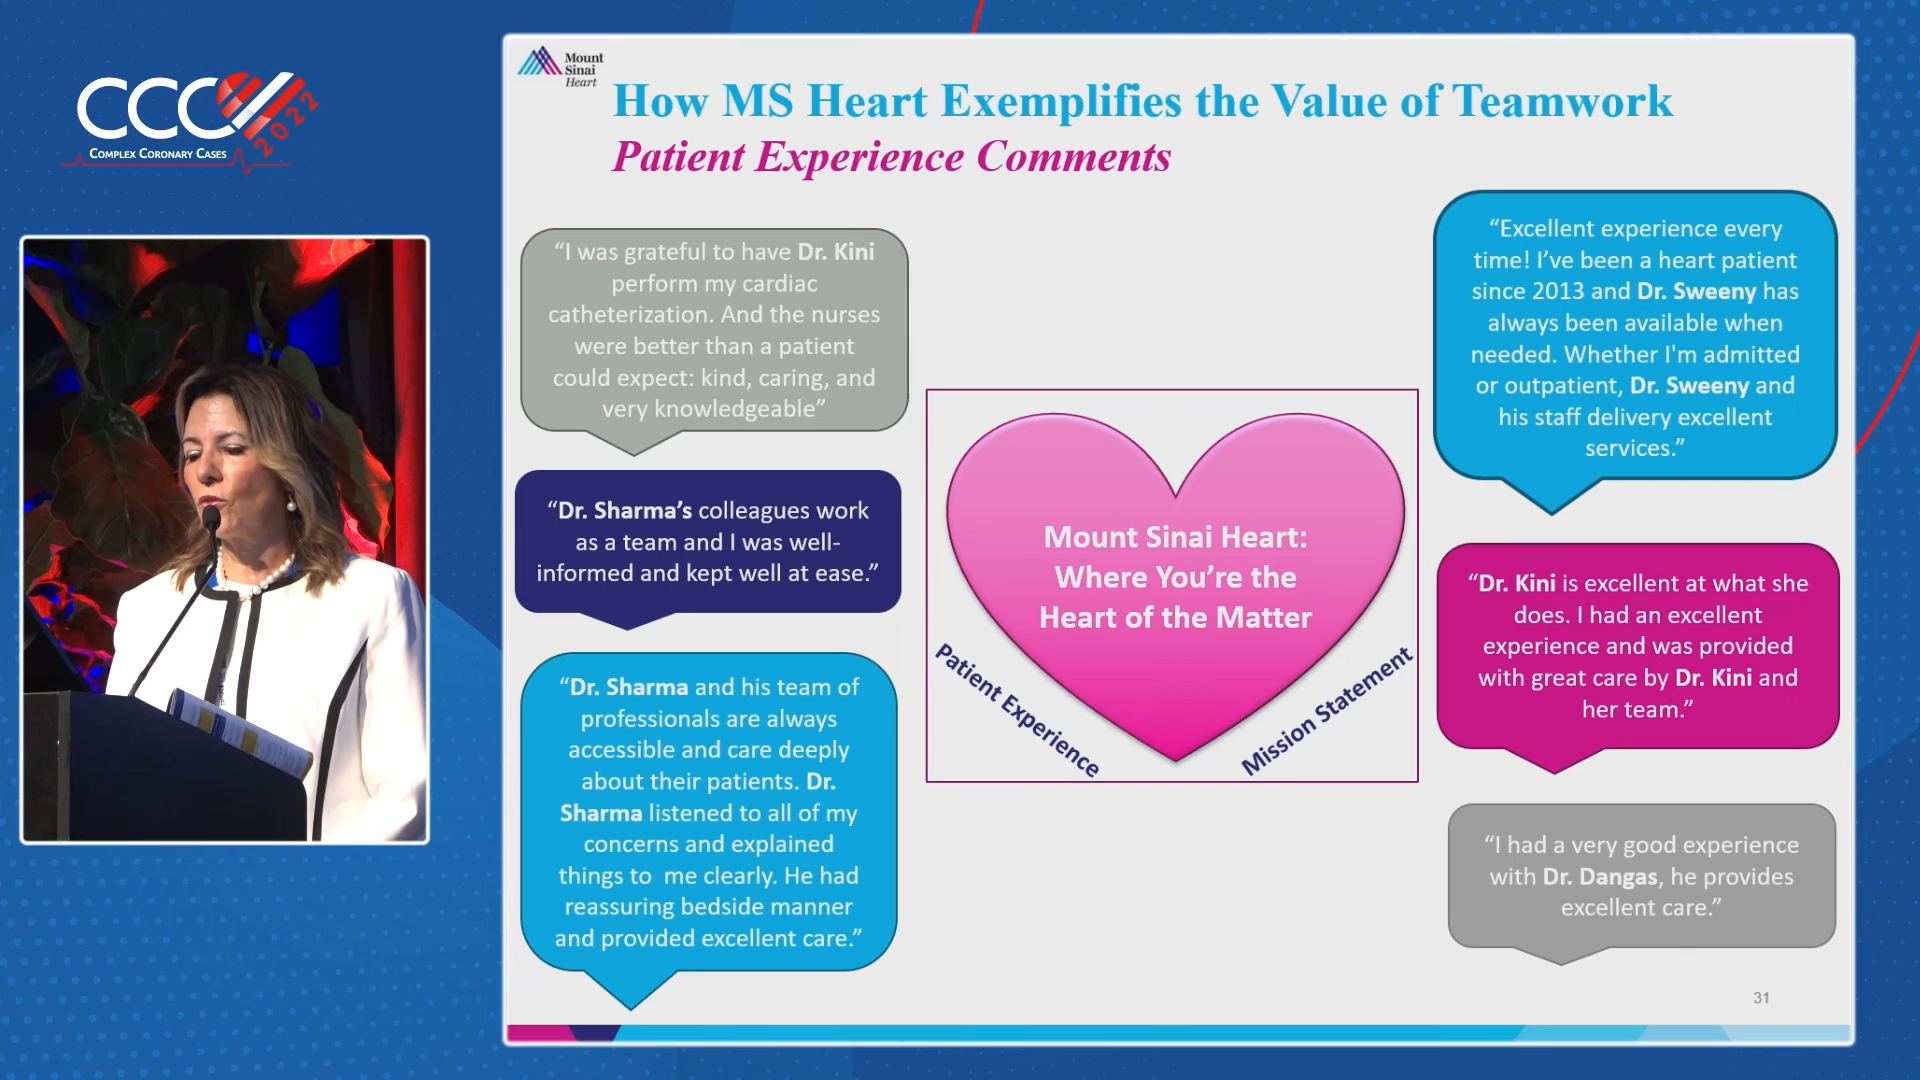 CCC
2022
COMPLEX CORONARY CASES
Mount
Sinai
Heart
How MS Heart Exemplifies the Value of Teamwork
Patient Experience Comments
“I was grateful to have Dr. Kini
perform my cardiac
catheterization. And the nurses
were better than a patient
could expect: kind, caring, and
very knowledgeable”
“Dr. Sharma’s colleagues work
as a team and I was well-
informed and kept well at ease.”
“Dr. Sharma and his team of
professionals are always
accessible and care deeply
about their patients. Dr.
Sharma listened to all of my
concerns and explained
things to  me clearly. He had
reassuring bedside manner
and provided excellent care.”
Mount Sinai Heart:
Where You’re the
Heart of the Matter
Patient Experience
Mission Statement
“Excellent experience every
time! I’ve been a heart patient
since 2013 and Dr. Sweeny has
always been available when
needed. Whether I'm admitted
or outpatient, Dr. Sweeny and
his staff delivery excellent
services.”
“Dr. Kini is excellent at what she
does. I had an excellent
experience and was provided
with great care by Dr. Kini and
her team.”
“I had a very good experience
with Dr. Dangas, he provides
excellent care.”
31